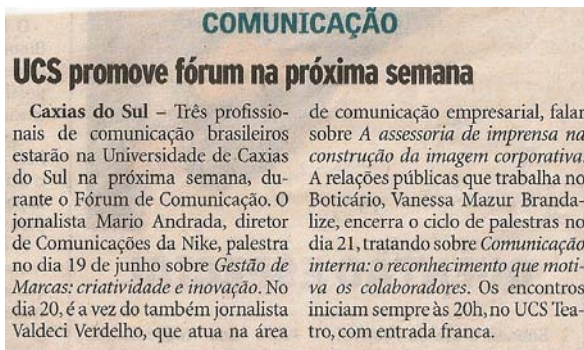 COMUNICAÇÃO
UCS promove fórum na próxima semana
Caxias do Sul – Três profissio-
nais de comunicação brasileiros
estarão na Universidade de Caxias
do Sul na próxima semana, du-
rante o Fórum de Comunicação. O
jornalista Mario Andrada, diretor
de Comunicações da Nike, palestra
no dia 19 de junho sobre Gestão de
Marcas: criatividade e inovação. No
dia 20, é a vez do também jornalista
Valdeci Verdelho, que atua na área
de comunicação empresarial, falar
sobre A assessoria de imprensa na
construção da imagem corporativa.
A relações públicas que trabalha no
Boticário, Vanessa Mazur Branda-
lize, encerra o ciclo de palestras no
dia 21, tratando sobre Comunicação
interna: o reconhecimento que moti-
va os colaboradores. Os encontros
iniciam sempre às 20h, no UCS Tea-
tro, com entrada franca.